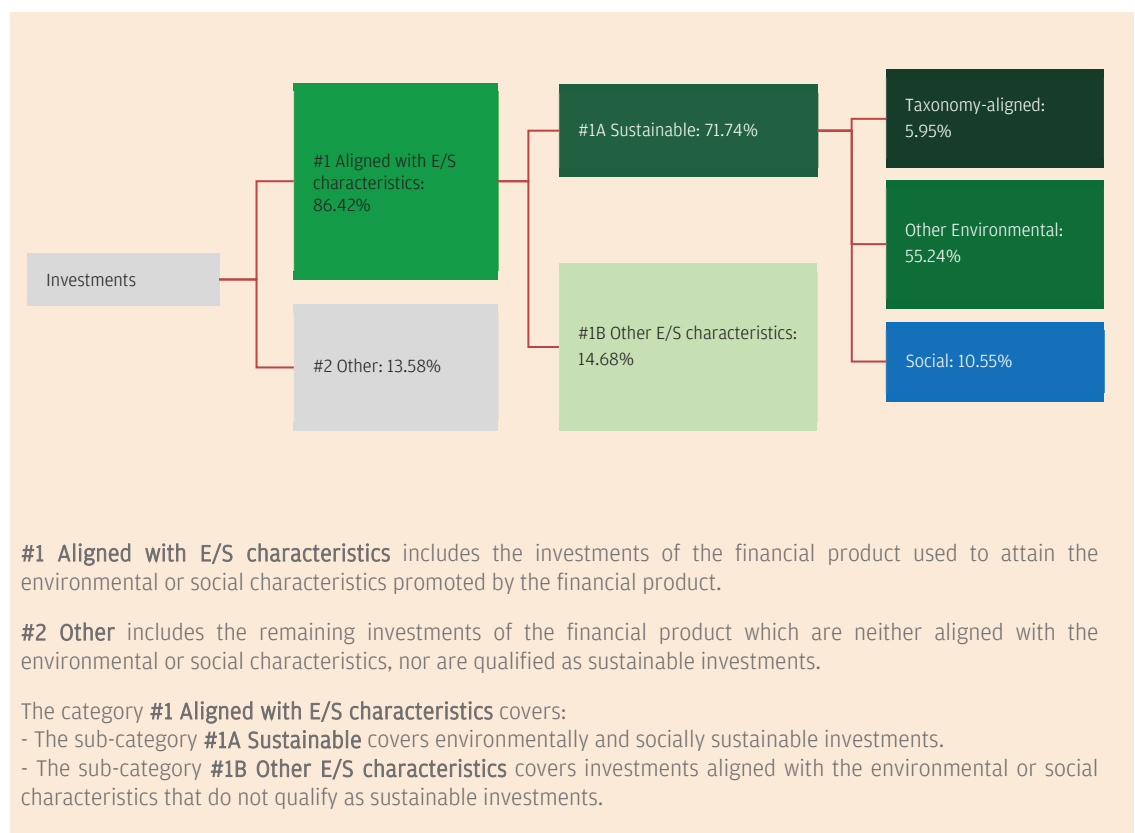 Investments
#1 Aligned with E/S
characteristics:
86.42%
#2 Other: 13.58%
#1A Sustainable: 71.74%
#1B Other E/S characteristics:
14.68%
Taxonomy-aligned:
5.95%
Other Environmental:
55.24%
Social: 10.55%
#1 Aligned with E/S characteristics includes the investments of the financial product used to attain the
environmental or social characteristics promoted by the financial product.
#2 Other includes the remaining investments of the financial product which are neither aligned with the
environmental or social characteristics, nor are qualified as sustainable investments.
The category #1 Aligned with E/S characteristics covers:
- The sub-category #1A Sustainable covers environmentally and socially sustainable investments.
- The sub-category #1B Other E/S characteristics covers investments aligned with the environmental or social
characteristics that do not qualify as sustainable investments.